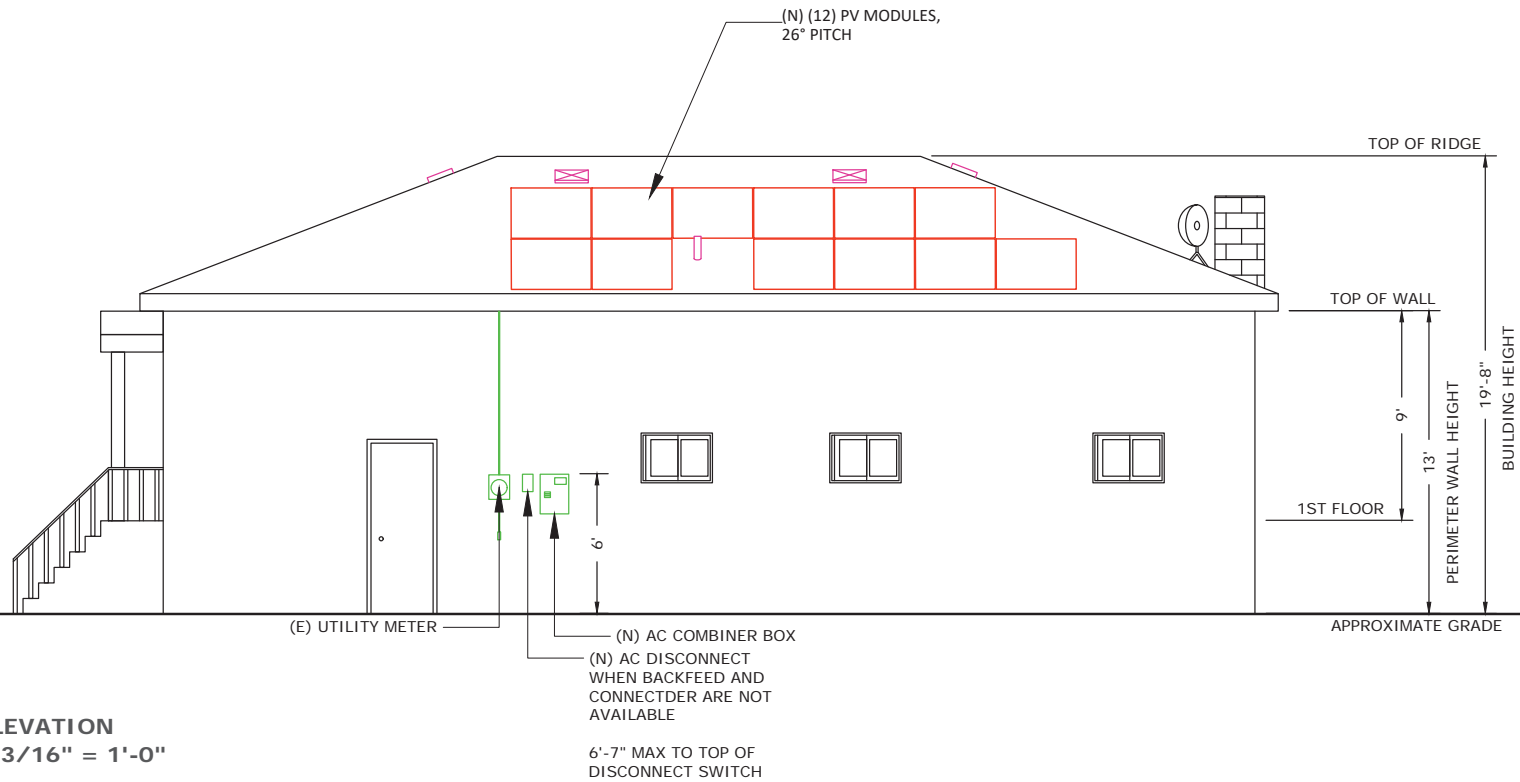 (N) (12) PV MODULES,
26° PITCH
TOP OF RIDGE
TOP OF WALL
9'
13'
PERIMETER WALL HEIGHT
19'-8"
BUILDING HEIGHT
1ST FLOOR
6'
(E) UTILITY METER
APPROXIMATE GRADE
(N) AC COMBINER BOX
(N) AC DISCONNECT
WHEN BACKFEED AND
CONNECTDER ARE NOT
AVAILABLE
6'-7" MAX TO TOP OF
DISCONNECT SWITCH
LEVATION
3/16" = 1'-0"